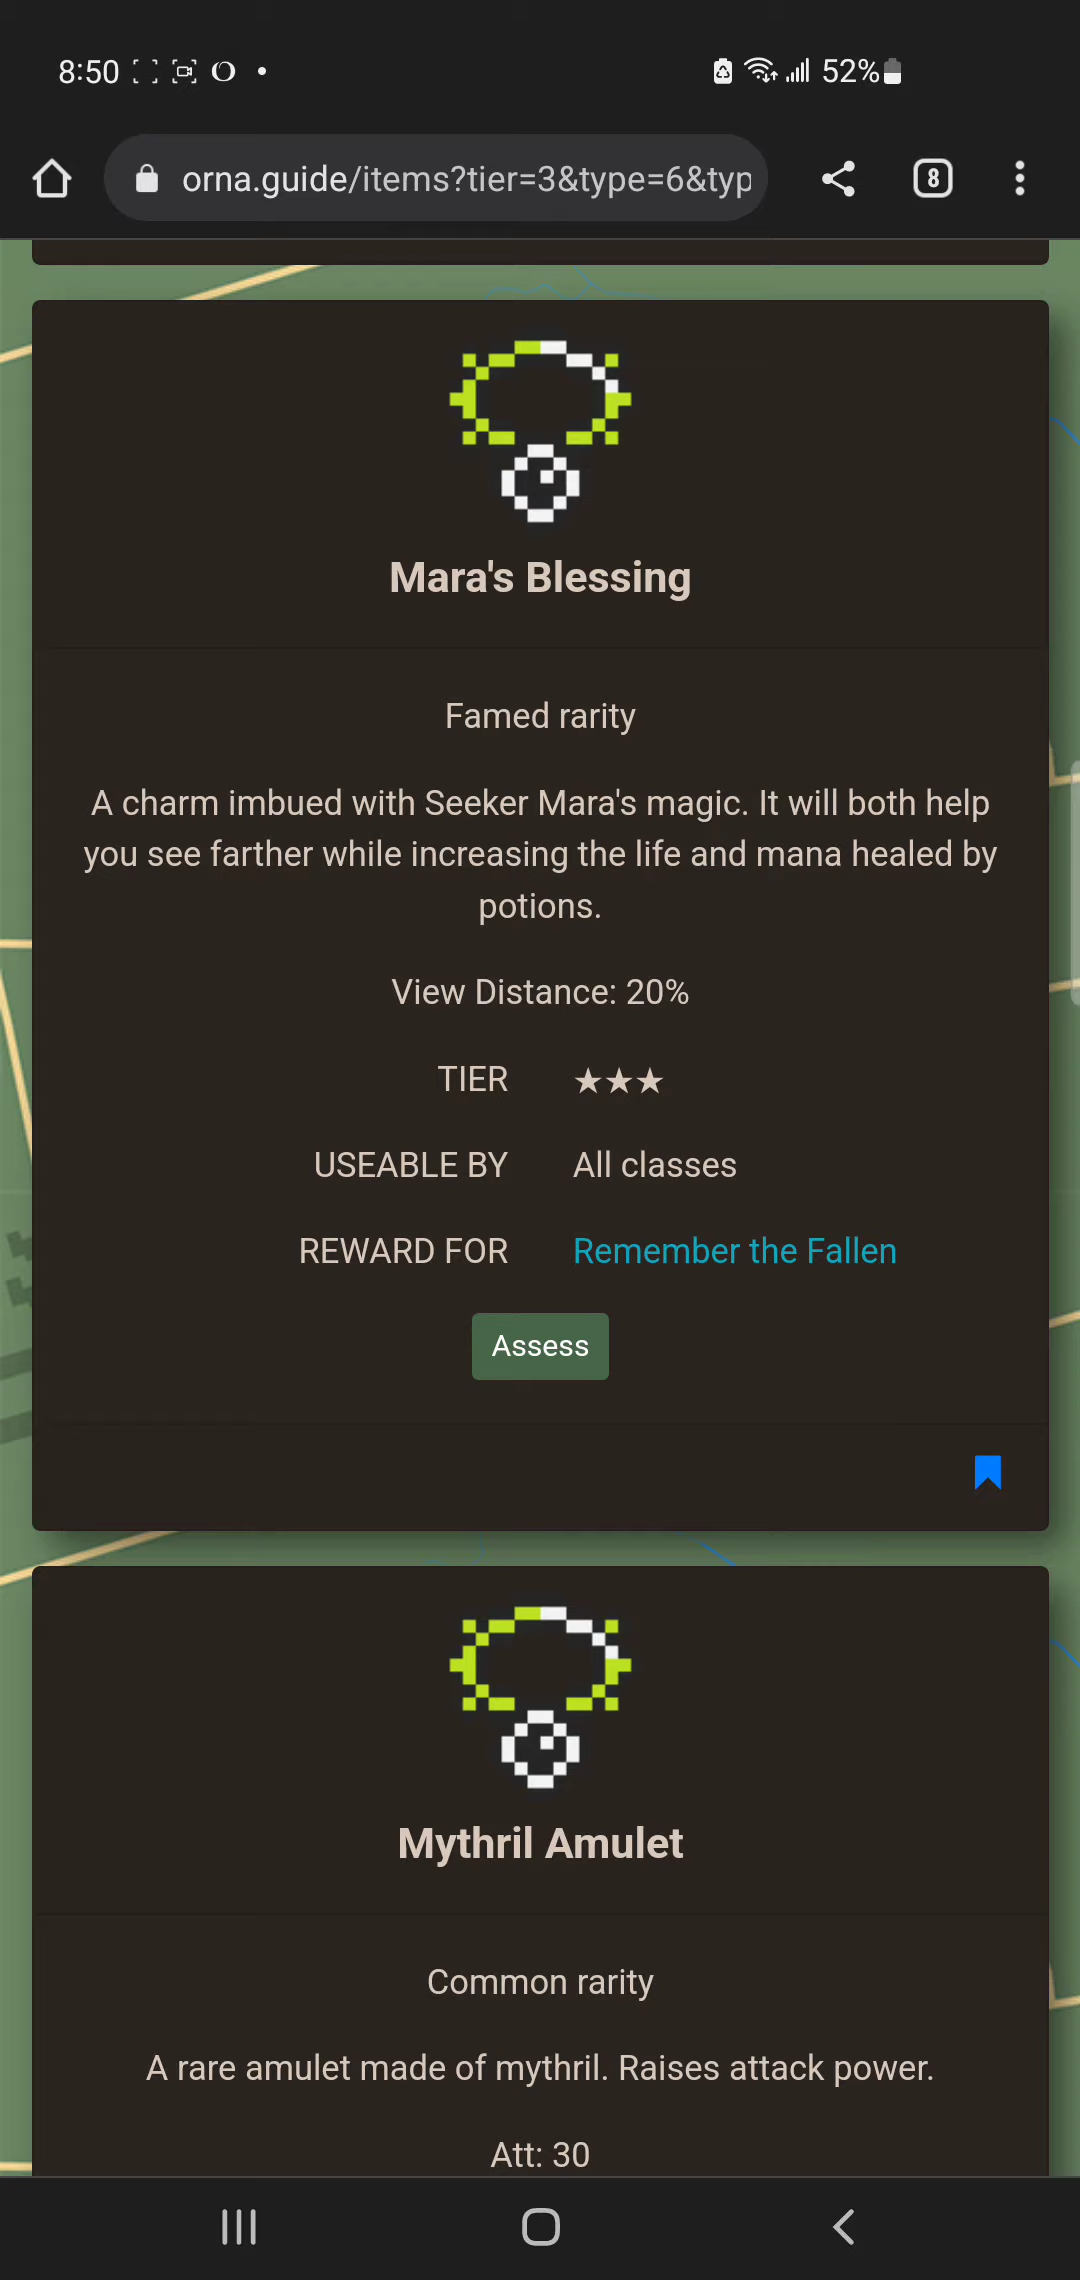 8:50
52%
orna.guide/items?tier=3&type=6&typ
8
Mara's Blessing
Famed rarity
A charm imbued with Seeker Mara's magic. It will both help
you see farther while increasing the life and mana healed by
potions.
View Distance: 20%
TIER ★★★
USEABLE BY All classes
REWARD FOR Remember the Fallen
Assess
Mythril Amulet
Common rarity
A rare amulet made of mythril. Raises attack power.
Att: 30